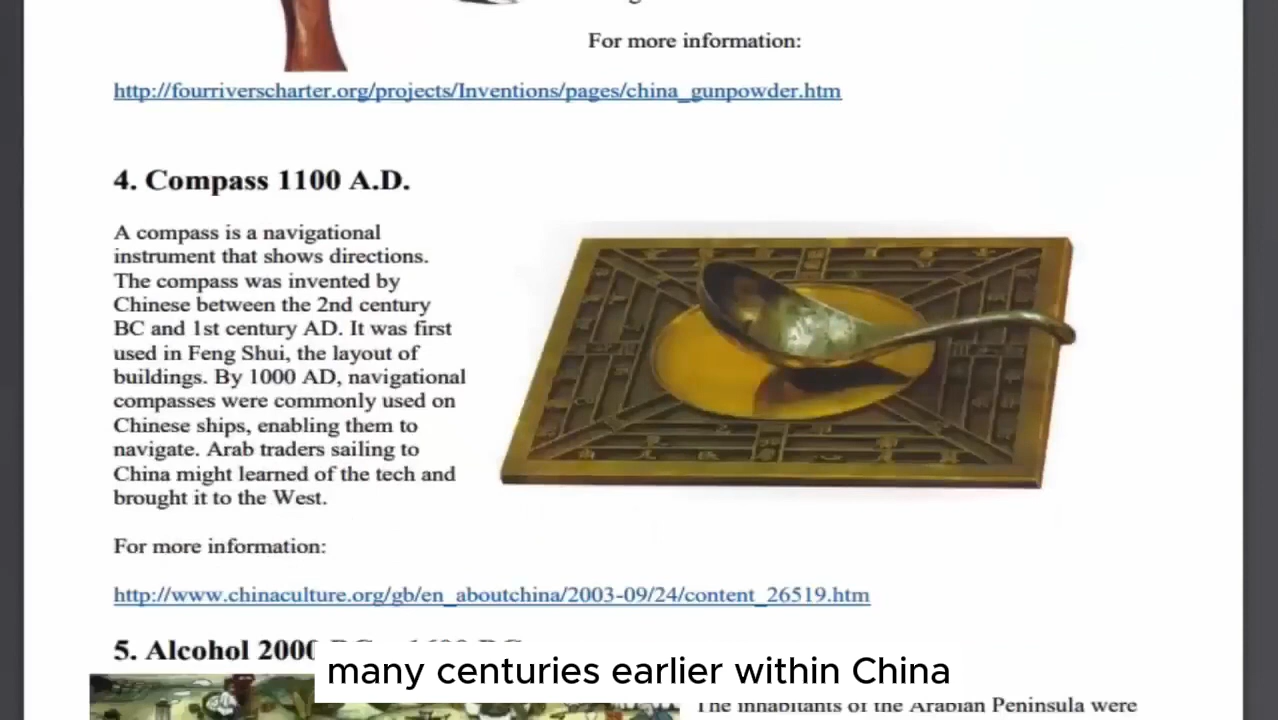 For more information:
http://fourriverscharter.org/projects/Inventions/pages/china_gunpowder.htm
4. Compass 1100 A.D.
A compass is a navigational
instrument that shows directions.
The compass was invented by
Chinese between the 2nd century
BC and 1st century AD. It was first
used in Feng Shui, the layout of
buildings. By 1000 AD, navigational
compasses were commonly used on
Chinese ships, enabling them to
navigate. Arab traders sailing to
China might learned of the tech and
brought it to the West.
For more information:
http://www.chinaculture.org/gb/en_aboutchina/2003-09/24/content_26519.htm
5. Alcohol 2000
many centuries earlier within China
The inhabitants of the Arabian Peninsula were